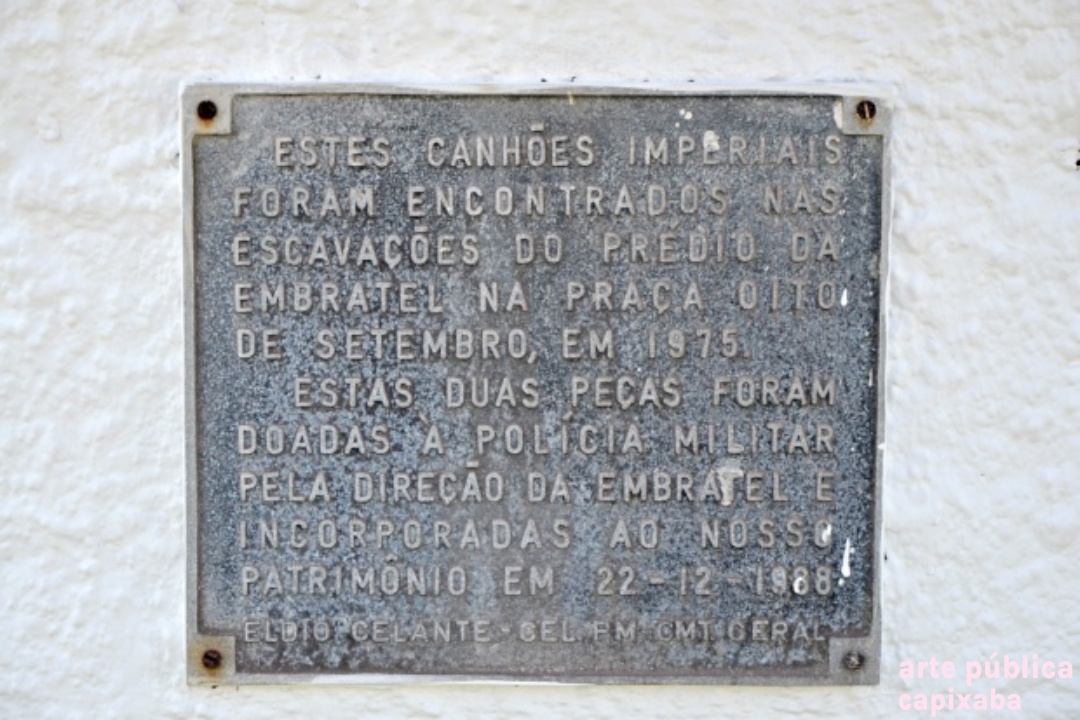 ESTES CANHÕES IMPERIAIS
FORAM ENCONTRADOS NAS
ESCAVAÇÕES DO PRÉDIO DA
EMBRATEL NA PRAÇA OITO
DE SETEMBRO, EM 1975.
ESTAS DUAS PEÇAS FORAM
DOADAS À POLÍCIA MILITAR
PELA DIREÇÃO DA EMBRATEL E
INCORPORADAS AO NOSSO
PATRIMÔNIO EM 22-12-1988
ELDIO CELANTE - CEL. PM. CMT. GERAL
arte pública
capixaba